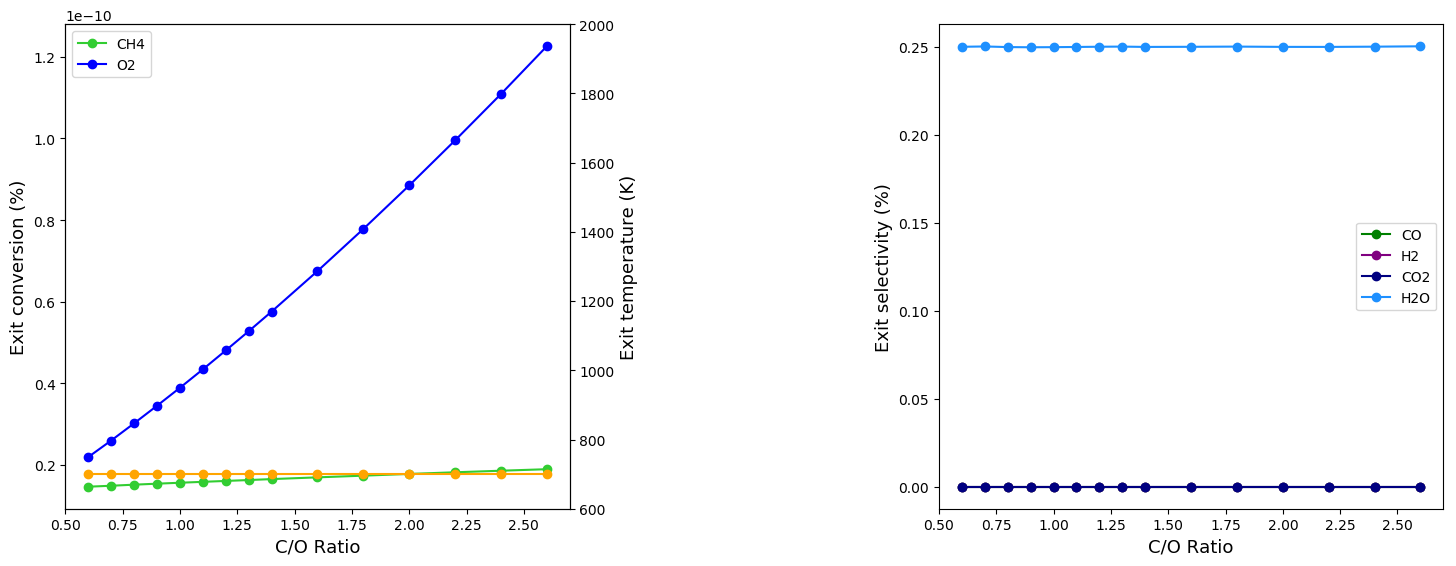 1e−10
CH4
O2
1.2
1.0
0.8
0.6
0.4
0.2
Exit conversion (%)
0.50 0.75 1.00 1.25 1.50 1.75 2.00 2.25 2.50
C/O Ratio
2000
1800
1600
1400
1200
1000
800
600
Exit temperature (K)
0.25
0.20
0.15
0.10
0.05
0.00
Exit selectivity (%)
CO
H2
CO2
H2O
0.50 0.75 1.00 1.25 1.50 1.75 2.00 2.25 2.50
C/O Ratio